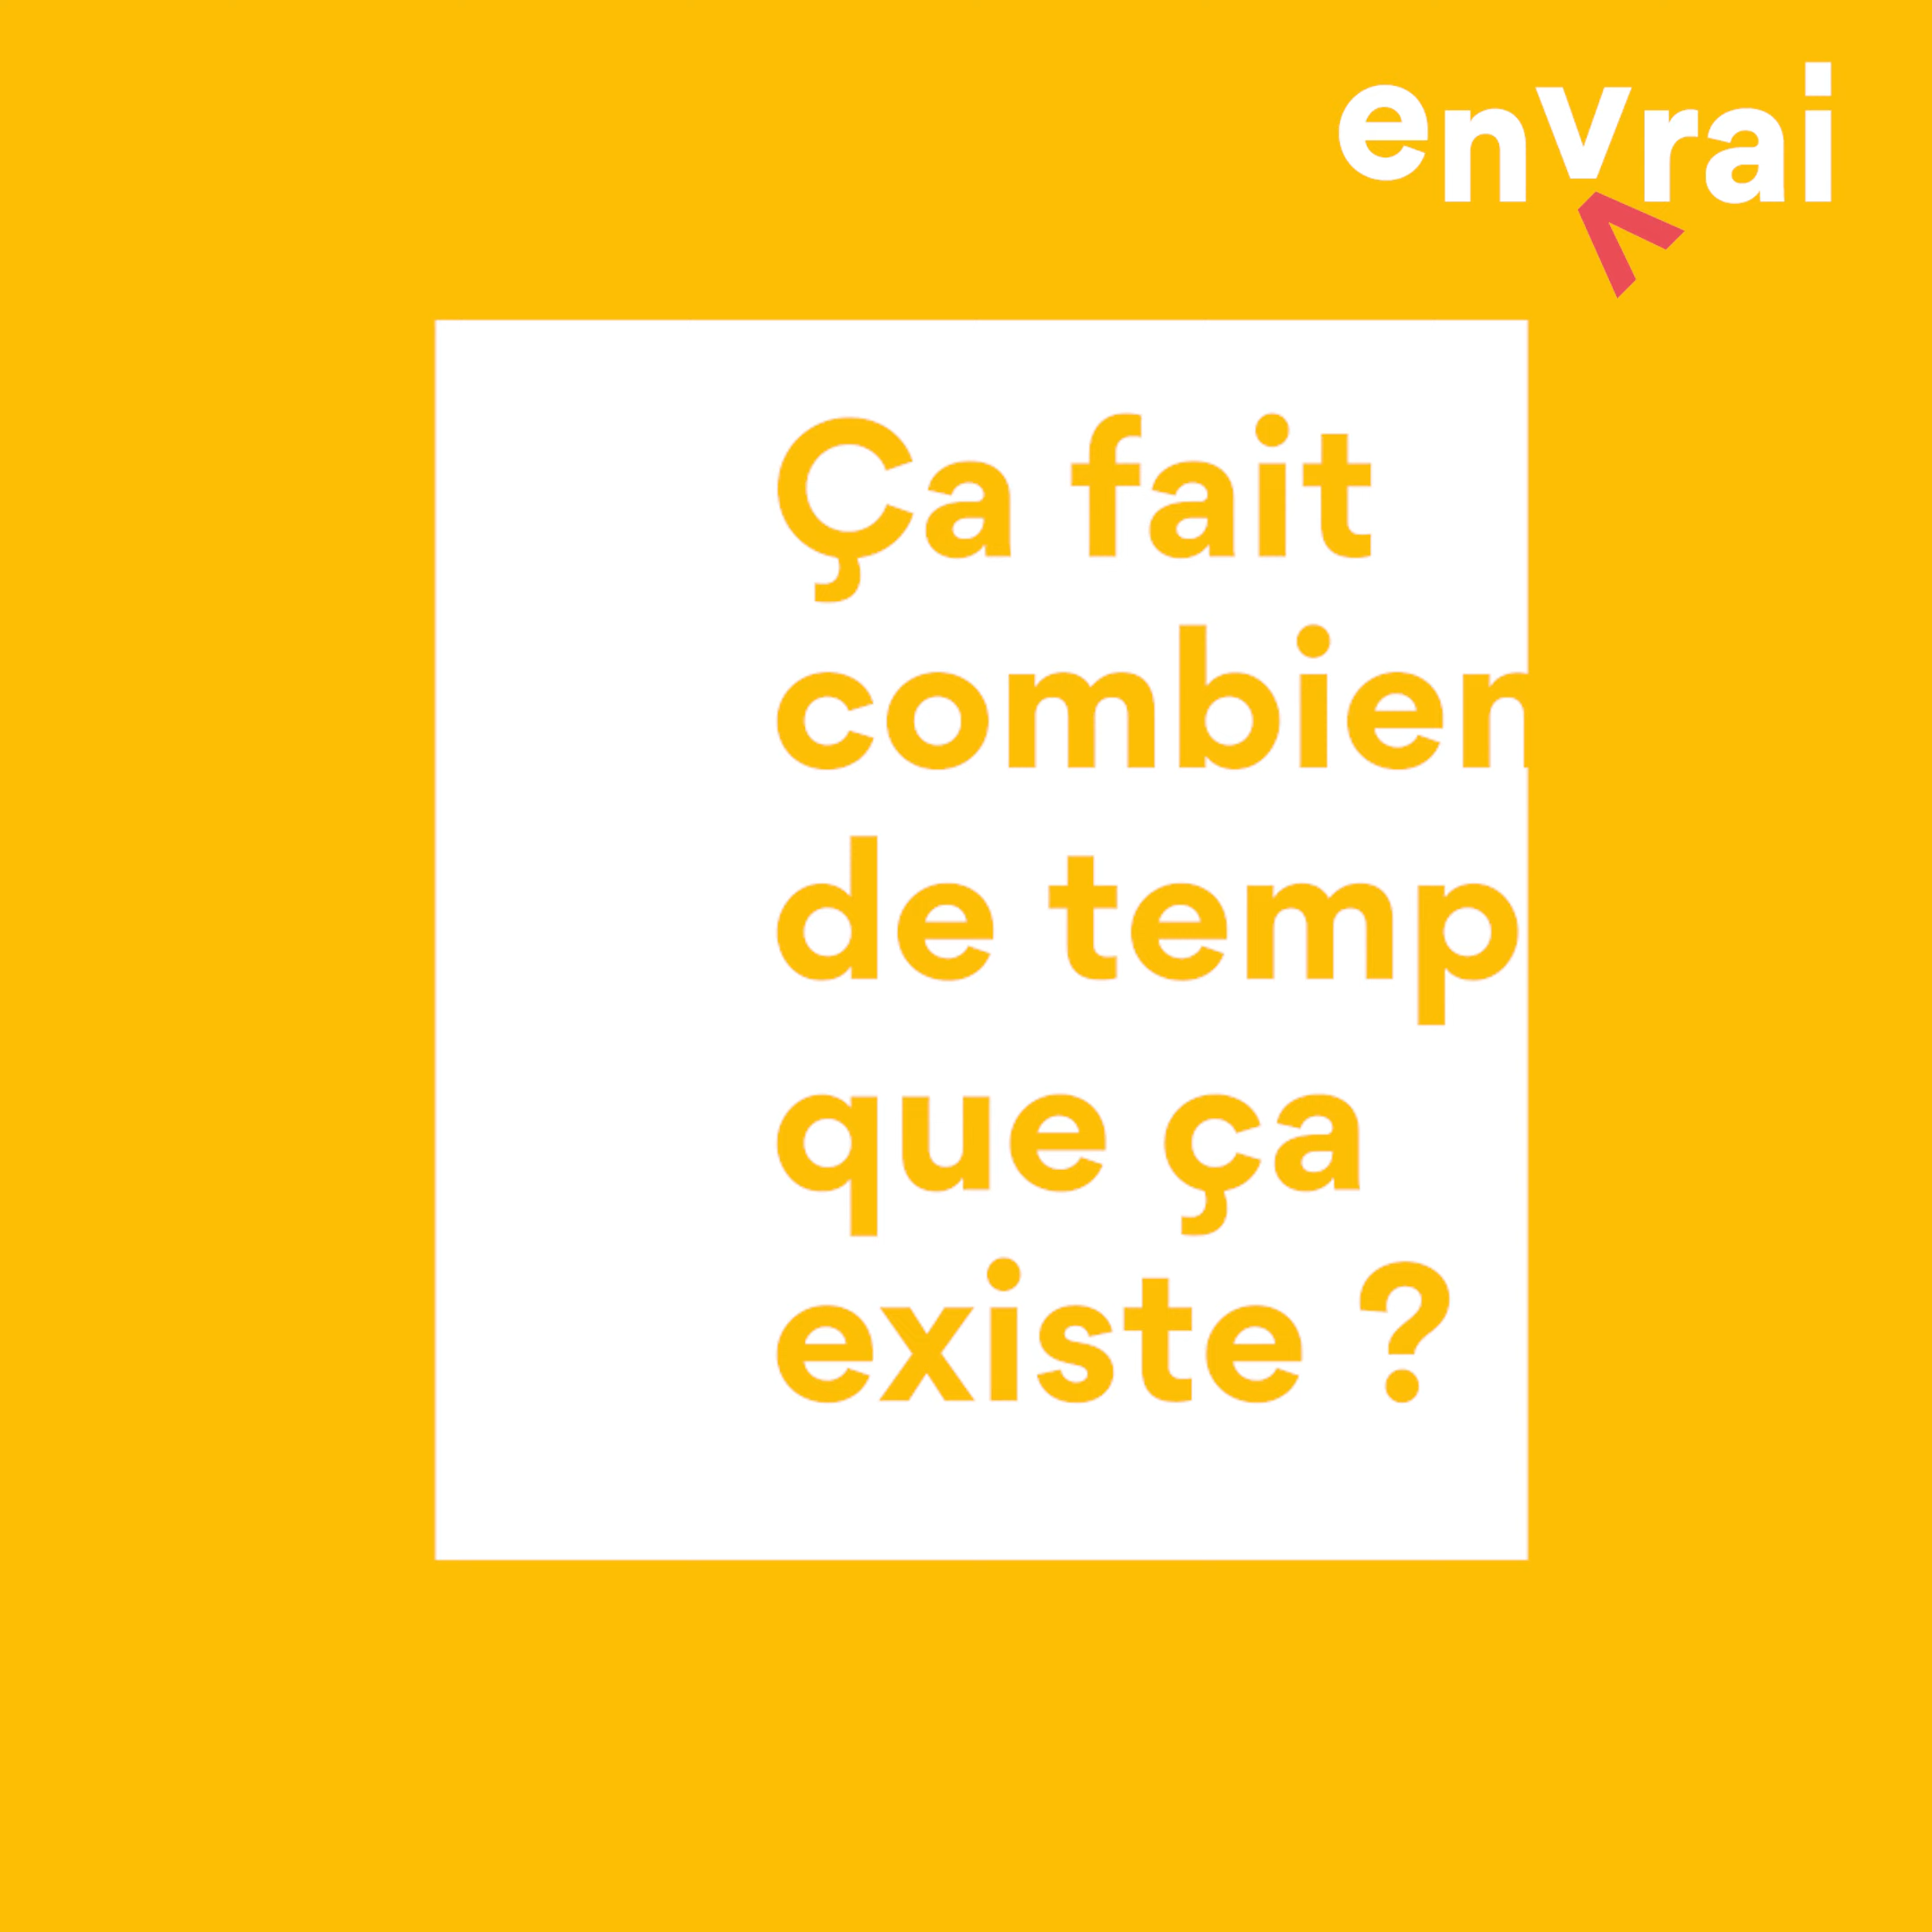 envrai
Ça fait
combien
de temp
que ça
existe ?